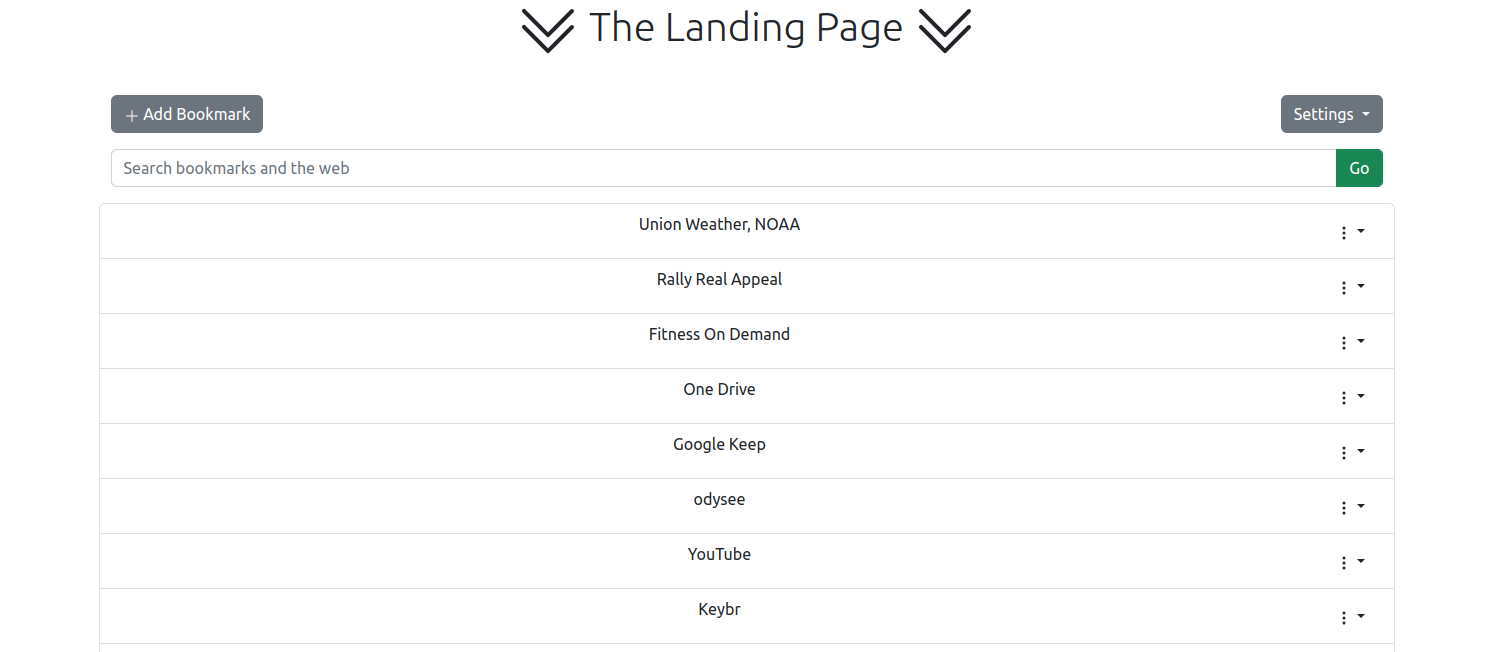 The Landing Page
+ Add Bookmark
Settings
Search bookmarks and the web
Go
Union Weather, NOAA
Rally Real Appeal
Fitness On Demand
One Drive
Google Keep
odysee
YouTube
Keybr